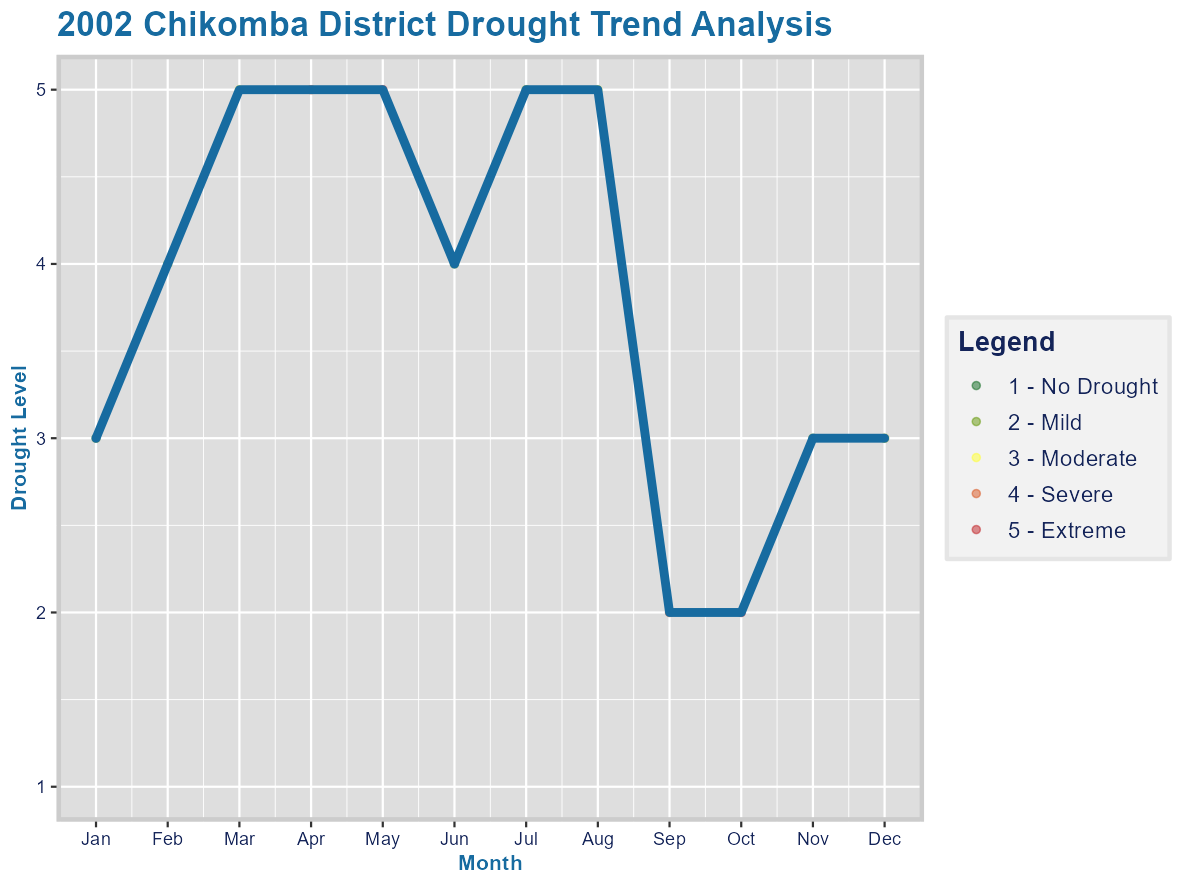 2002 Chikomba District Drought Trend Analysis
Drought Level
5
4
3
2
1
Jan Feb Mar Apr May Jun Jul Aug Sep Oct Nov Dec
Month
Legend
1 - No Drought
2 - Mild
3 - Moderate
4 - Severe
5 - Extreme